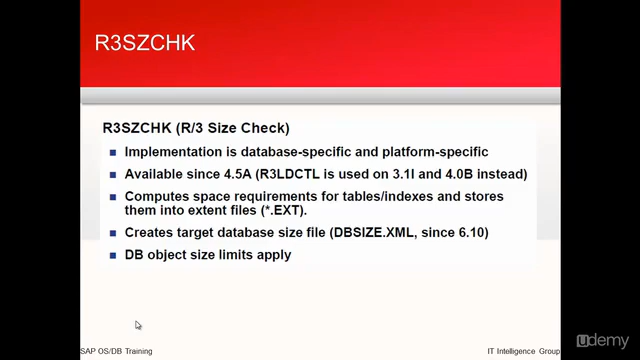 R3SZCHK
R3SZCHK (R/3 Size Check)
Implementation is database-specific and platform-specific
Available since 4.5A (R3LDCTL is used on 3.1I and 4.0B instead)
Computes space requirements for tables/indexes and stores
them into extent files (*.EXT).
Creates target database size file (DBSIZE.XML, since 6.10)
DB object size limits apply
SAP OS/DB Training
IT Intelligence Group
udemy